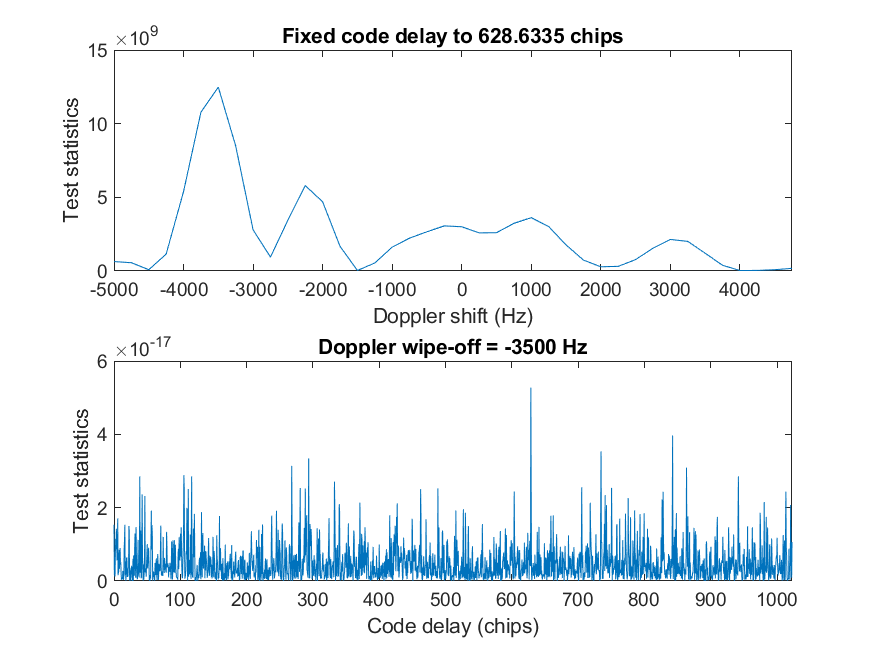 Fixed code delay to 628.6335 chips
×10^9
15
10
5
0
Test statistics
-5000 -4000 -3000 -2000 -1000 0 1000 2000 3000 4000
Doppler shift (Hz)
Doppler wipe-off = -3500 Hz
×10^-17
6
4
2
0
Test statistics
0 100 200 300 400 500 600 700 800 900 1000
Code delay (chips)